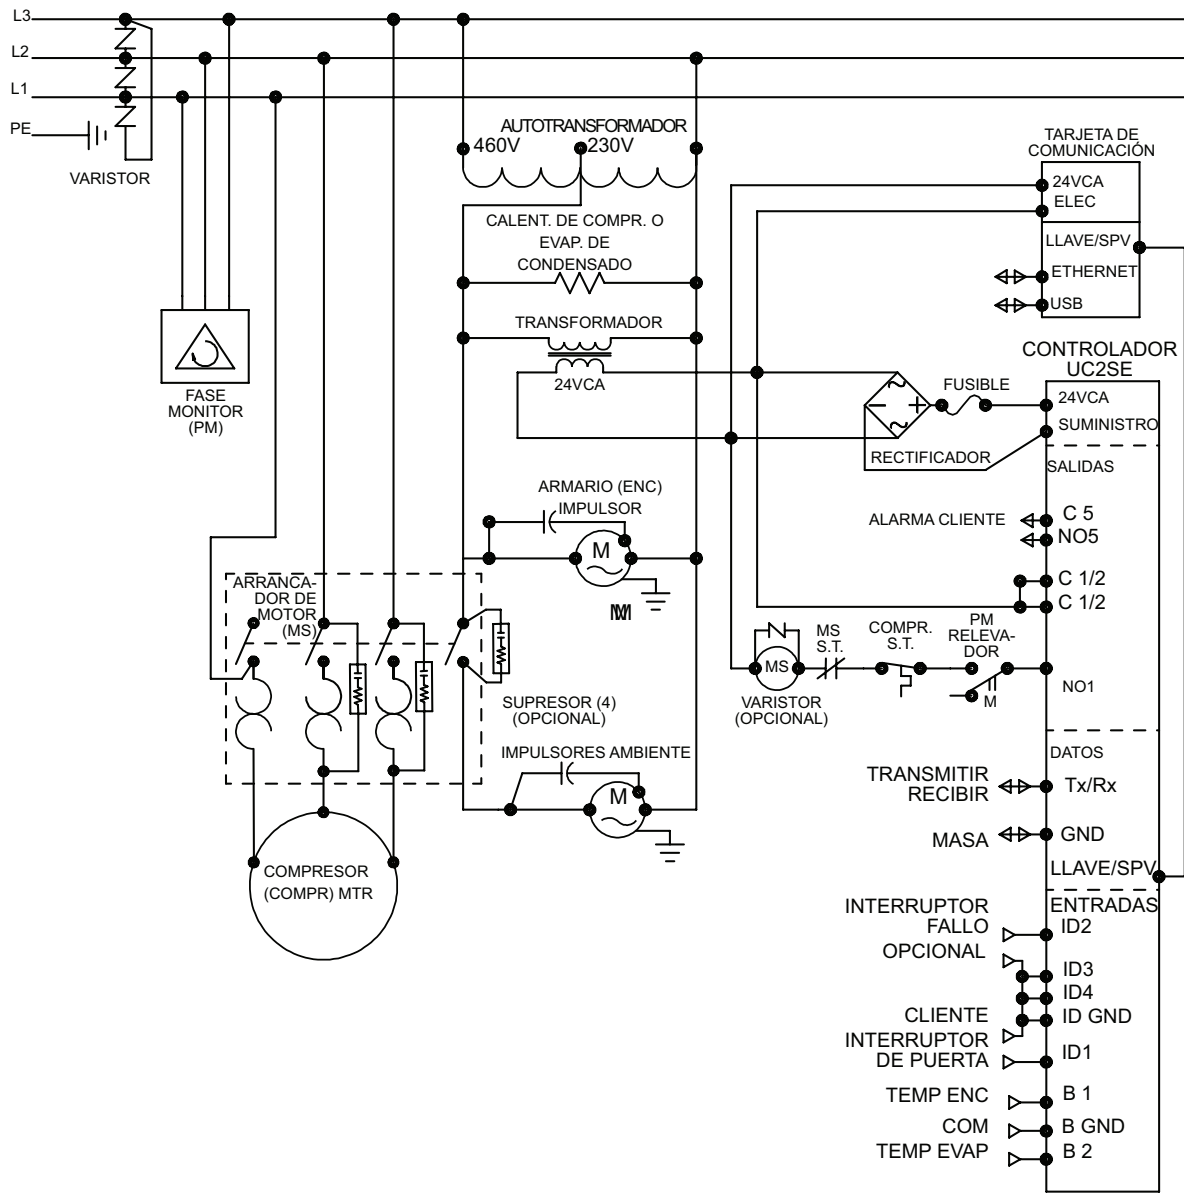 L3
L2
L1
PE
VARISTOR
FASE
MONITOR
(PM)
AUTOTRANSFORMADOR
460V
230V
CALENT. DE COMPR. O
EVAP. DE
CONDENSADO
TRANSFORMADOR
24VCA
TARJETA DE
COMUNICACIÓN
24VCA
ELEC
LLAVE/SPV
ETHERNET
USB
CONTROLADOR
UC2SE
FUSIBLE
24VCA
SUMINISTRO
RECTIFICADOR
SALIDAS
ARMARIO (ENC)
IMPULSOR
M
ALARMA CLIENTE
C 5
NO5
C 1/2
C 1/2
ARRANCA-
DOR DE
MOTOR
(MS)
MS
S.T.
COMPR.
S.T.
PM
RELEVA-
DOR
MS
M
NO1
VARISTOR
(OPCIONAL)
SUPRESOR (4)
(OPCIONAL)
IMPULSORES AMBIENTE
M
DATOS
TRANSMITIR
RECIBIR
Tx/Rx
MASA
GND
LLAVE/SPV
COMPRESOR
(COMPR) MTR
ENTRADAS
INTERRUPTOR
FALLO
ID2
OPCIONAL
ID3
ID4
CLIENTE
ID GND
INTERRUPTOR
DE PUERTA
ID1
TEMP ENC
B 1
COM
B GND
TEMP EVAP
B 2